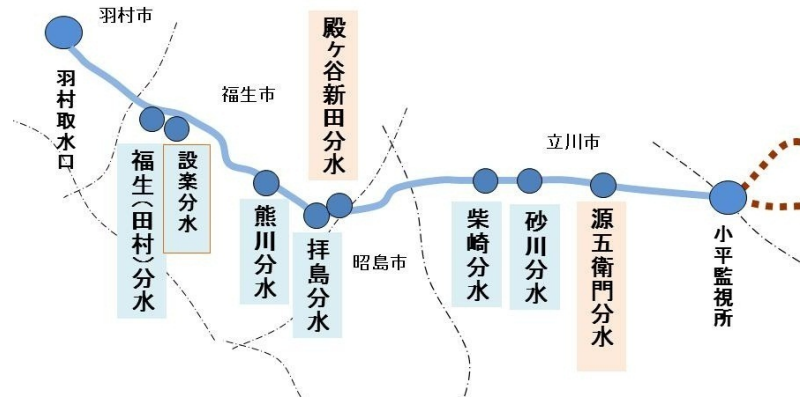 羽村市
羽村取水口
福生市
福生(田村)分水
設楽分水
熊川分水
拝島分水
殿ヶ谷新田分水
昭島市
立川市
柴崎分水
砂川分水
源五衛門分水
小平監視所